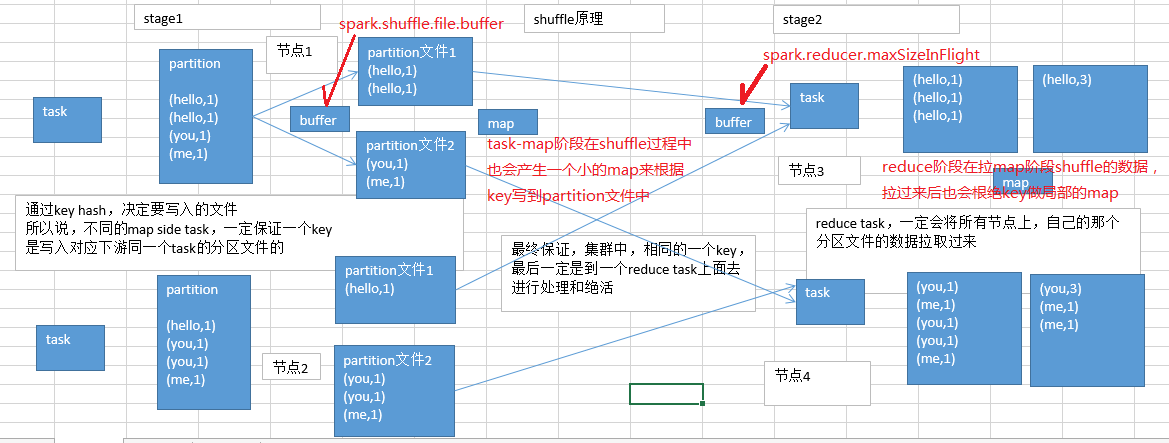 stage1
shuffle原理
stage2
spark.shuffle.file.buffer
spark.reducer.maxSizeInFlight
节点1
task
partition
(hello,1)
(hello,1)
(you,1)
(me,1)
partition文件1
(hello,1)
(hello,1)
buffer
map
partition文件2
(you,1)
(me,1)
task-map阶段在shuffle过程中
也会产生一个小的map来根据
key写到partition文件中
buffer
task
(hello,1)
(hello,1)
(hello,1)
(hello,3)
节点3
map
reduce阶段在拉map阶段shuffle的数据，
拉过来后也会根绝key做局部的map
通过key hash，决定要写入的文件
所以说，不同的map side task，一定保证一个key
是写入对应下游同一个task的分区文件的
最终保证，集群中，相同的一个key，
最后一定是到一个reduce task上面去
进行处理和绝活
reduce task，一定会将所有节点上，自己的那个
分区文件的数据拉取过来
task
partition
(hello,1)
(you,1)
(you,1)
(me,1)
节点2
partition文件1
(hello,1)
partition文件2
(you,1)
(you,1)
(me,1)
task
节点4
(you,1)
(me,1)
(you,1)
(you,1)
(me,1)
(you,3)
(me,1)
(me,1)